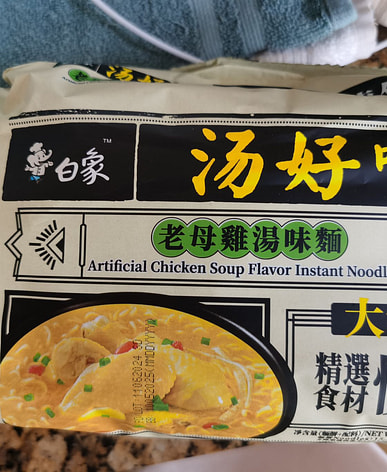 白象 ™
汤好
老母雞湯味麵
Artificial Chicken Soup Flavor Instant Noodl
大
精選
食材